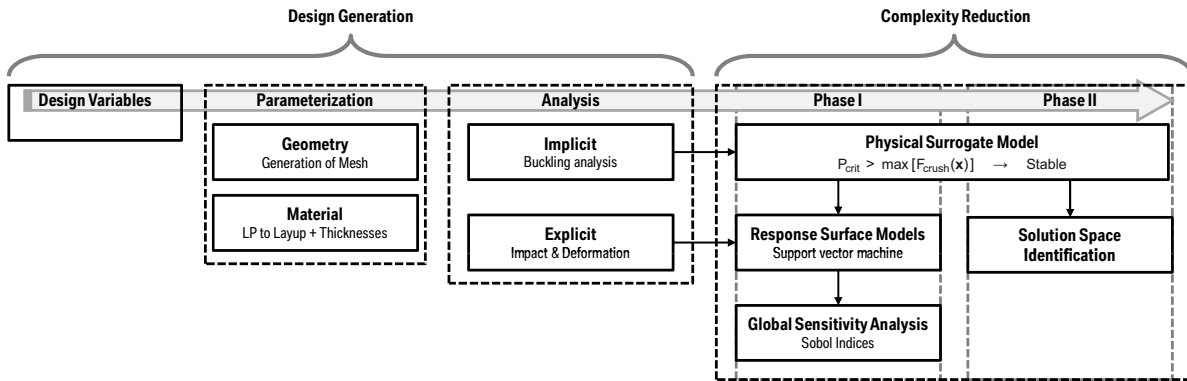 Design Generation
Complexity Reduction
Design Variables
Parameterization
Analysis
Phase I
Phase II
Geometry
Generation of Mesh
Material
LP to Layup + Thicknesses
Implicit
Buckling analysis
Explicit
Impact & Deformation
Physical Surrogate Model
P_crit > max [F_crush(x)] → Stable
Response Surface Models
Support vector machine
Solution Space
Identification
Global Sensitivity Analysis
Sobol Indices